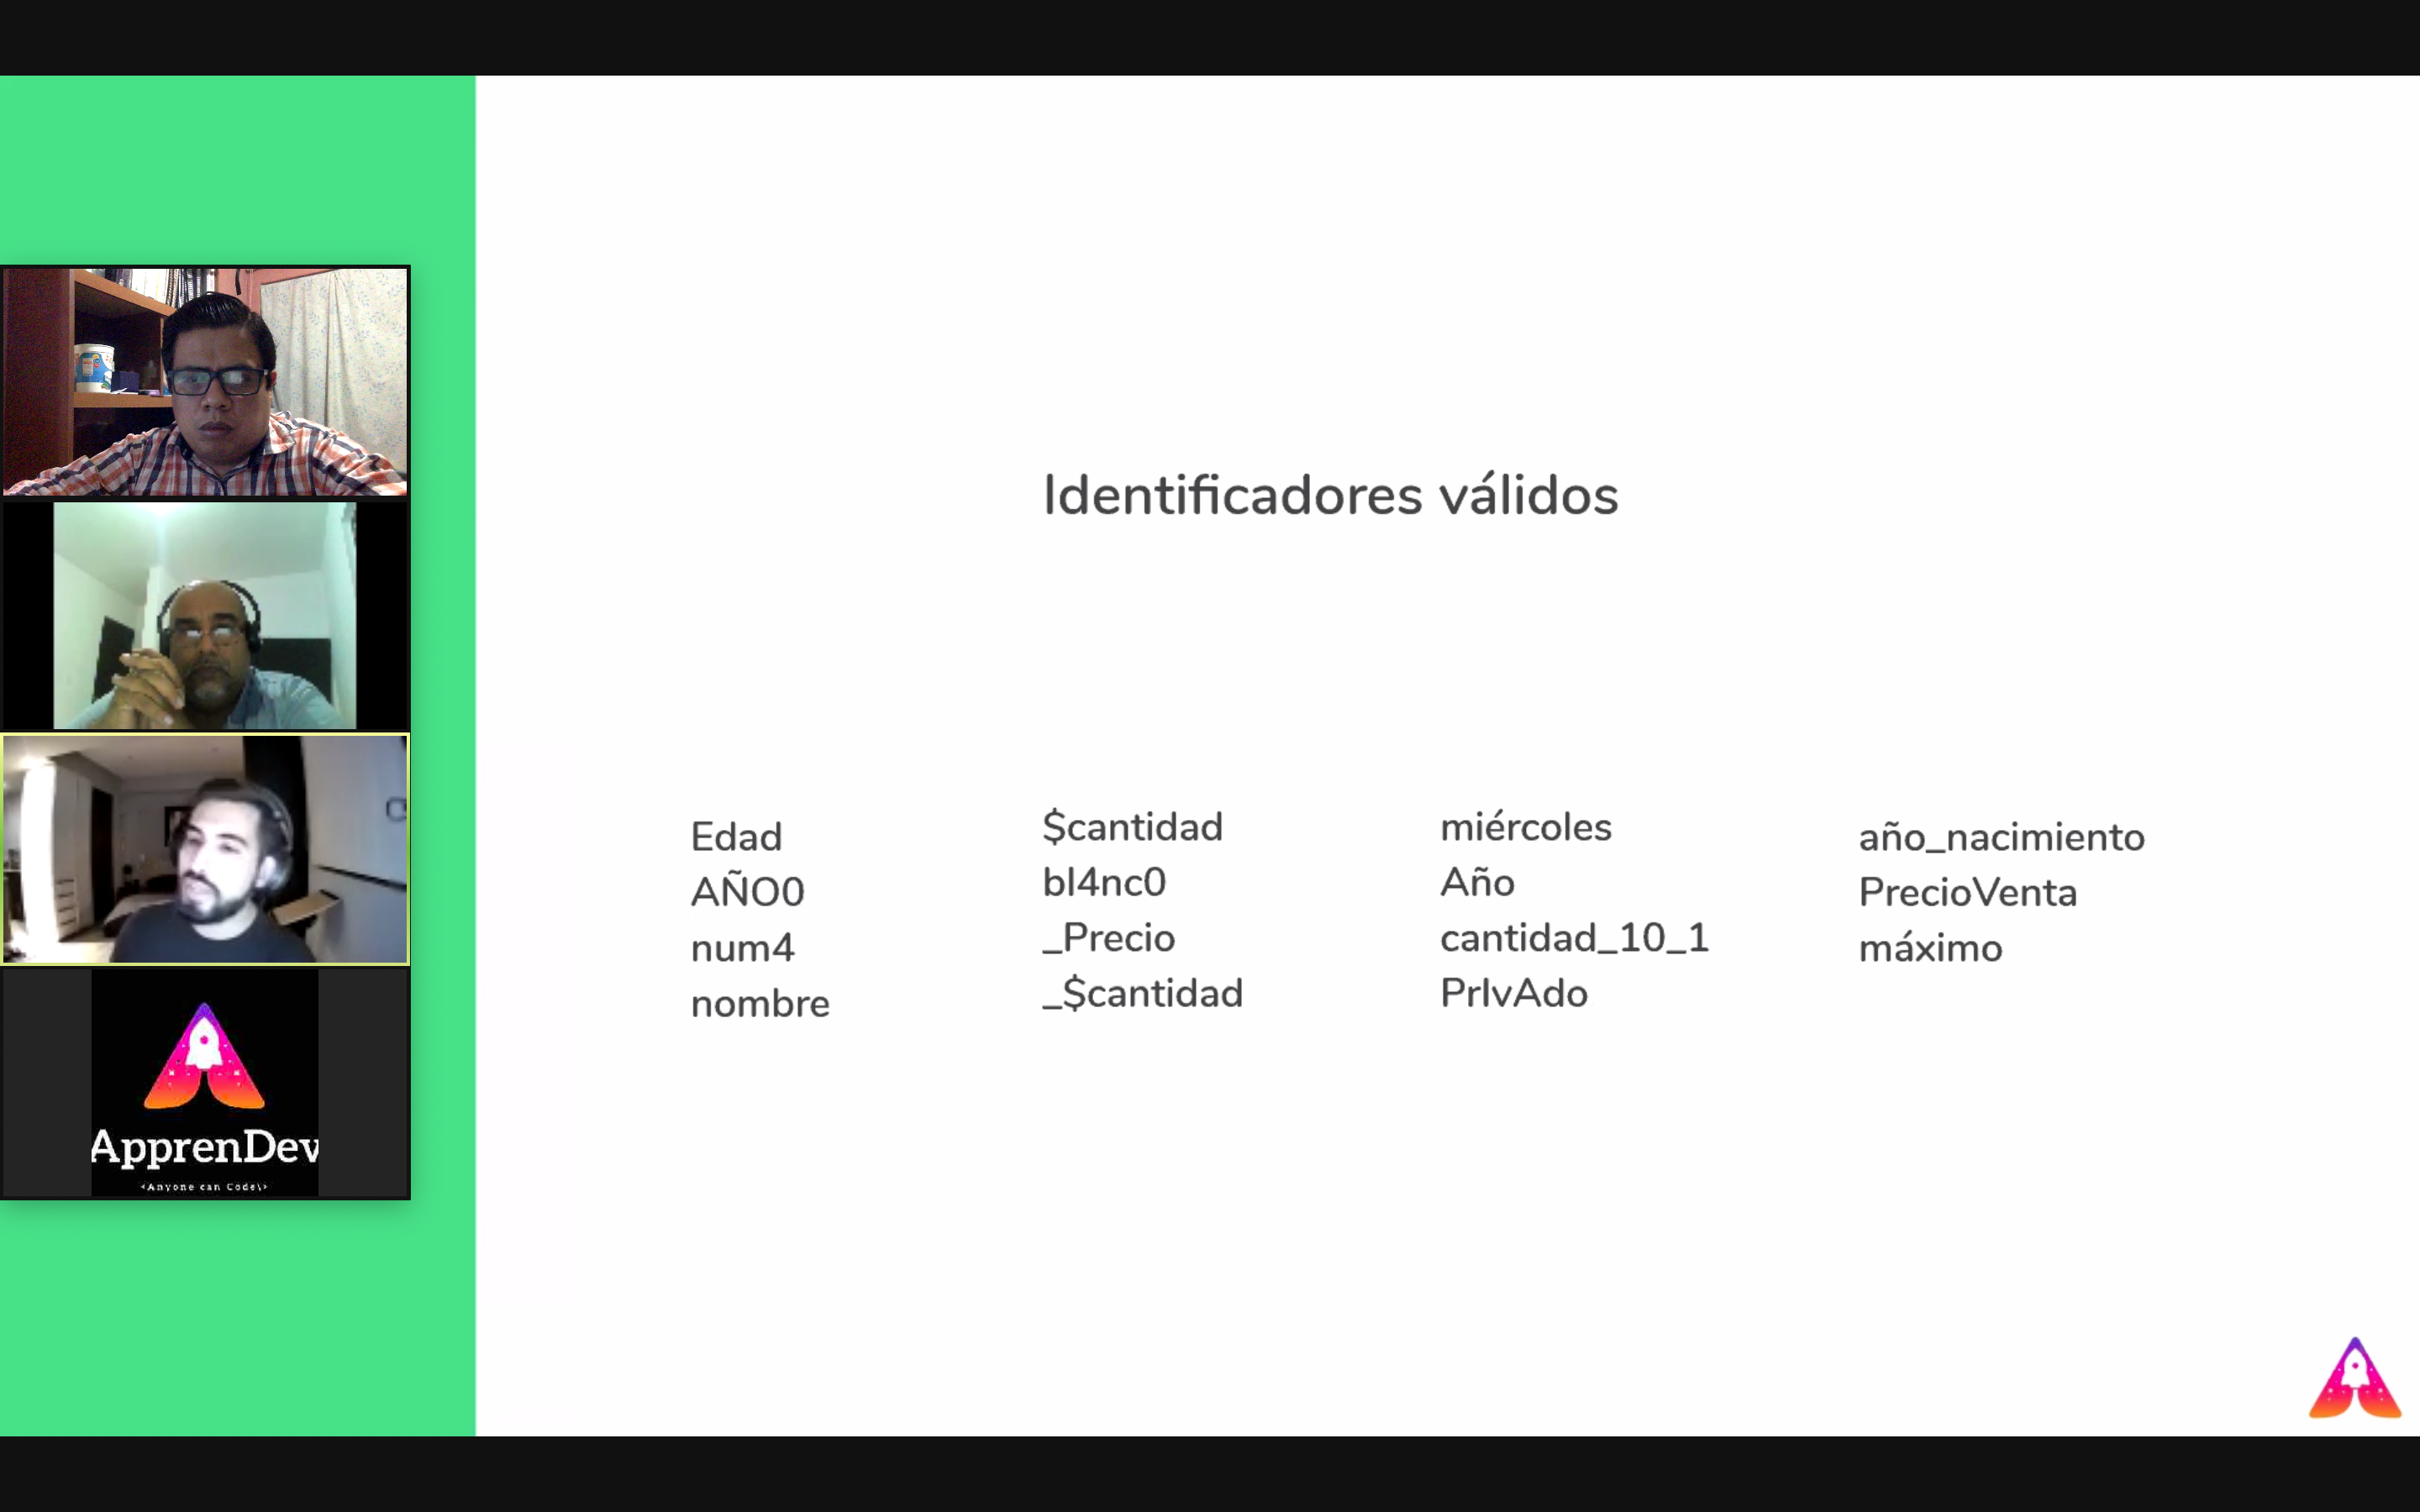 Identificadores válidos
Edad
AÑO0
num4
nombre
$cantidad
bl4nc0
_Precio
_$cantidad
miércoles
Año
cantidad_10_1
PrIvAdo
año_nacimiento
PrecioVenta
máximo
ApprenDev
<Anyone can Code\>